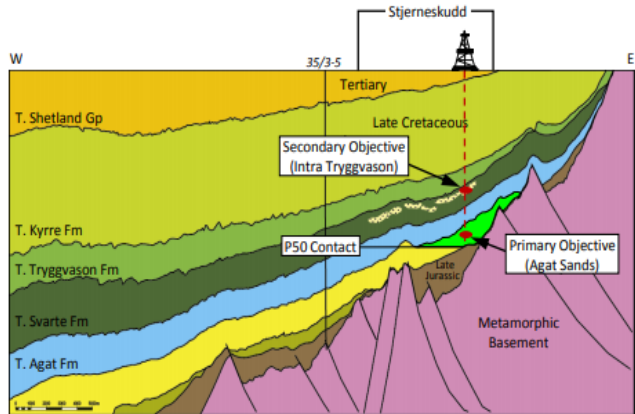 Stjerneskudd
W
35/3-5
E
Tertiary
T. Shetland Gp
Late Cretaceous
Secondary Objective
(Intra Tryggvason)
T. Kyrre Fm
P50 Contact
Primary Objective
(Agat Sands)
T. Tryggvason Fm
Late
Jurassic
T. Svarte Fm
Metamorphic
Basement
T. Agat Fm